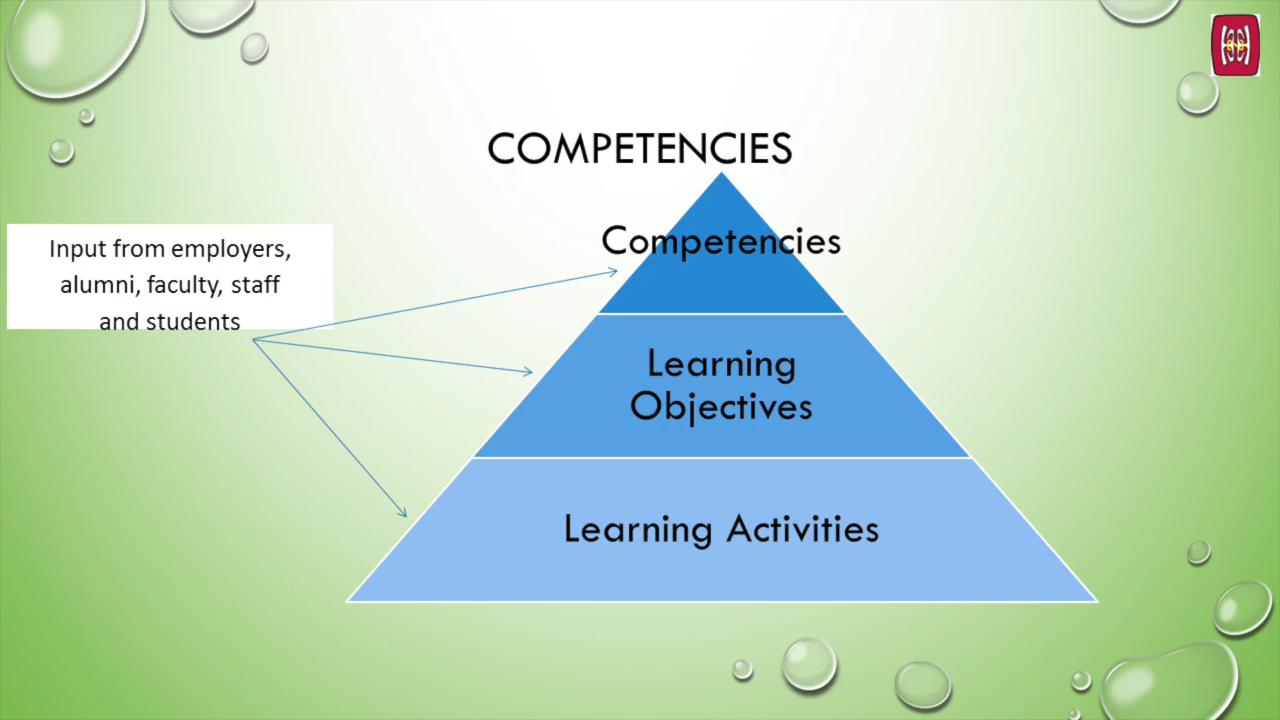 COMPETENCIES
Input from employers,
alumni, faculty, staff
and students
Competencies
Learning
Objectives
Learning Activities